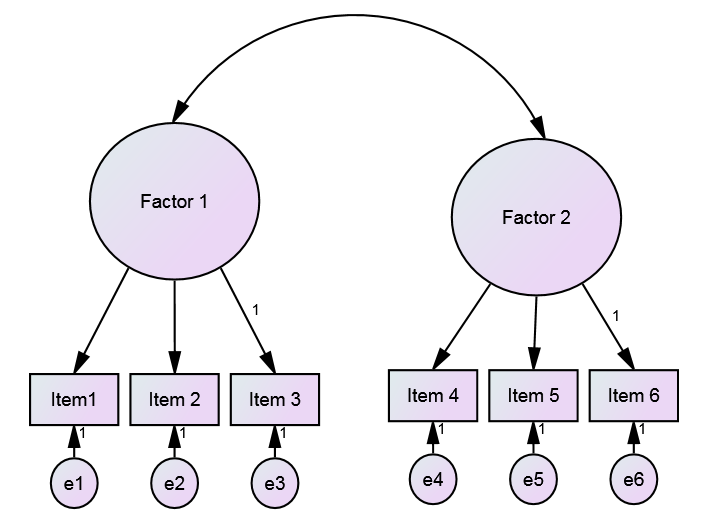 Factor 1
Factor 2
1
1
Item1
Item 2
Item 3
Item 4
Item 5
Item 6
1
1
1
1
1
1
e1
e2
e3
e4
e5
e6